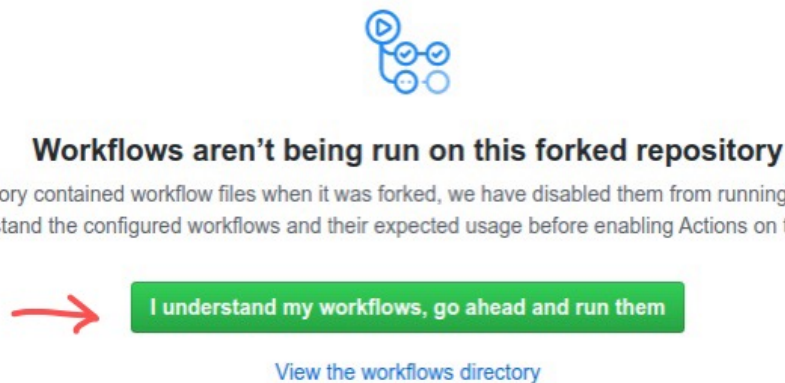 Workflows aren’t being run on this forked repository
ory contained workflow files when it was forked, we have disabled them from running
stand the configured workflows and their expected usage before enabling Actions on
I understand my workflows, go ahead and run them
View the workflows directory